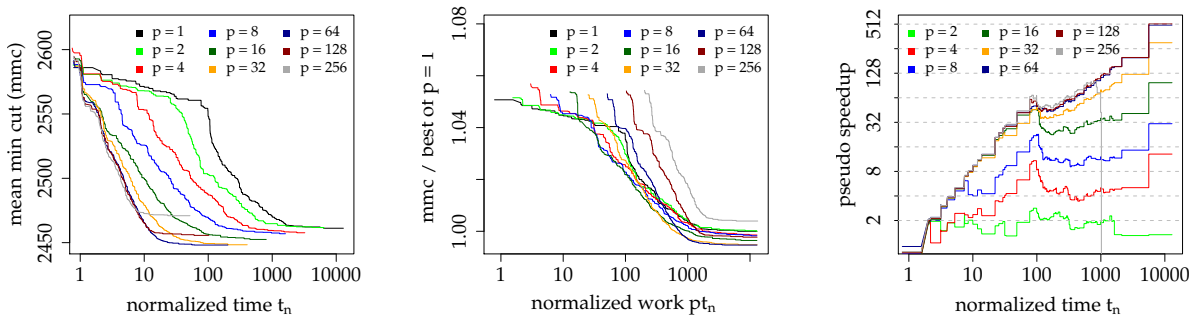 mean min cut (mmc)
2450 2500 2550 2600
p = 1 p = 8 p = 64
p = 2 p = 16 p = 128
p = 4 p = 32 p = 256
1 10 100 1000 10000
normalized time tn
mmc / best of p = 1
1.00 1.04 1.08
p = 1 p = 8 p = 64
p = 2 p = 16 p = 128
p = 4 p = 32 p = 256
1 10 100 1000
normalized work ptn
pseudo speedup
2 8 32 128 512
p = 2 p = 16 p = 128
p = 4 p = 32 p = 256
p = 8 p = 64
1 10 100 1000 10000
normalized time tn